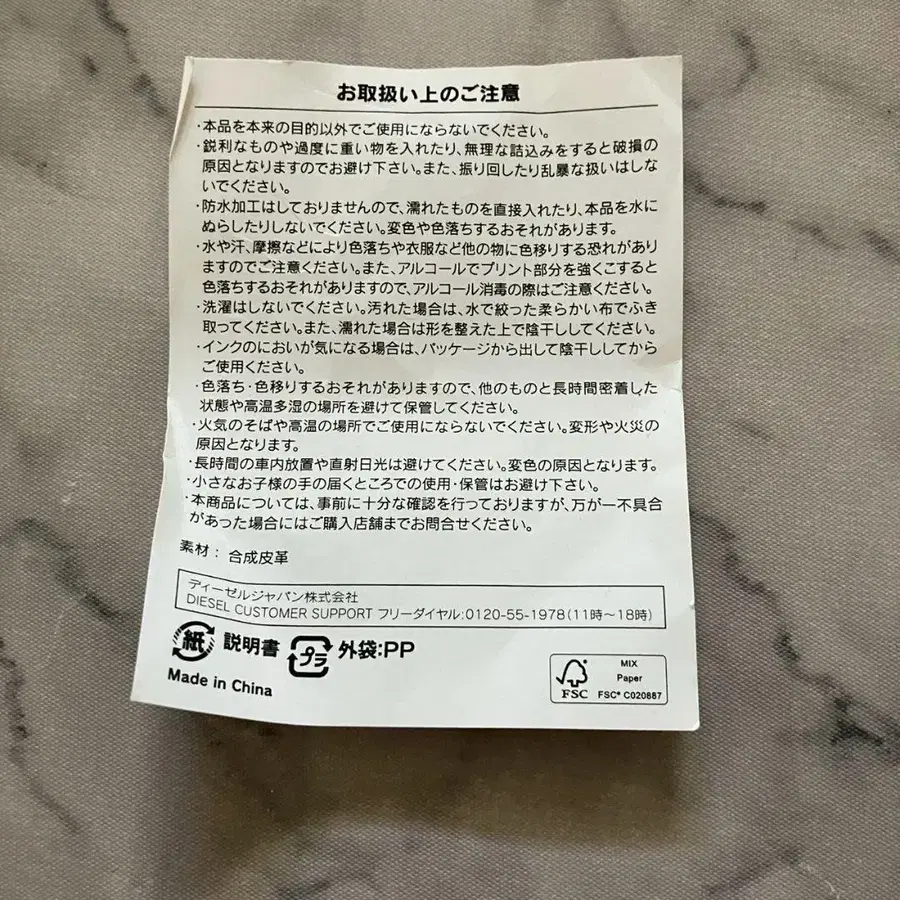 お取扱い上のご注意
・本品を本来の目的以外でご使用にならないでください。
・鋭利なものや過度に重い物を入れたり、無理な詰込みをすると破損の
原因となりますのでお避け下さい。また、振り回したり乱暴な扱いはしな
いでください。
・防水加工はしておりませんので、濡れたものを直接入れたり、本品を水に
ぬらしたりしないでください。変色や色落ちするおそれがあります。
・水や汗、摩擦などにより色落ちや衣服など他の物に色移りする恐れがあり
ますのでご注意ください。また、アルコールでプリント部分を強くこすると
色落ちするおそれがありますので、アルコール消毒の際はご注意ください。
・洗濯はしないでください。汚れた場合は、水で絞った柔らかい布でふき
取ってください。また、濡れた場合は形を整えた上で陰干ししてください。
・インクのにおいが気になる場合は、パッケージから出して陰干ししてから
ご使用ください。
・色落ち・色移りするおそれがありますので、他のものと長時間密着した
状態や高温多湿の場所を避けて保管してください。
・火気のそばや高温の場所でご使用にならないでください。変形や火災の
原因となります。
・長時間の車内放置や直射日光は避けてください。変色の原因となります。
・小さなお子様の手の届くところでの使用・保管はお避け下さい。
・本商品については、事前に十分な確認を行っておりますが、万が一不具合
があった場合にはご購入店舗までお問合せください。
素材： 合成皮革
ディーゼルジャパン株式会社
DIESEL CUSTOMER SUPPORT フリーダイヤル:0120-55-1978(11時～18時)
紙 説明書 プラ 外袋:PP
Made in China
FSC
MIX
Paper
FSC® C020887